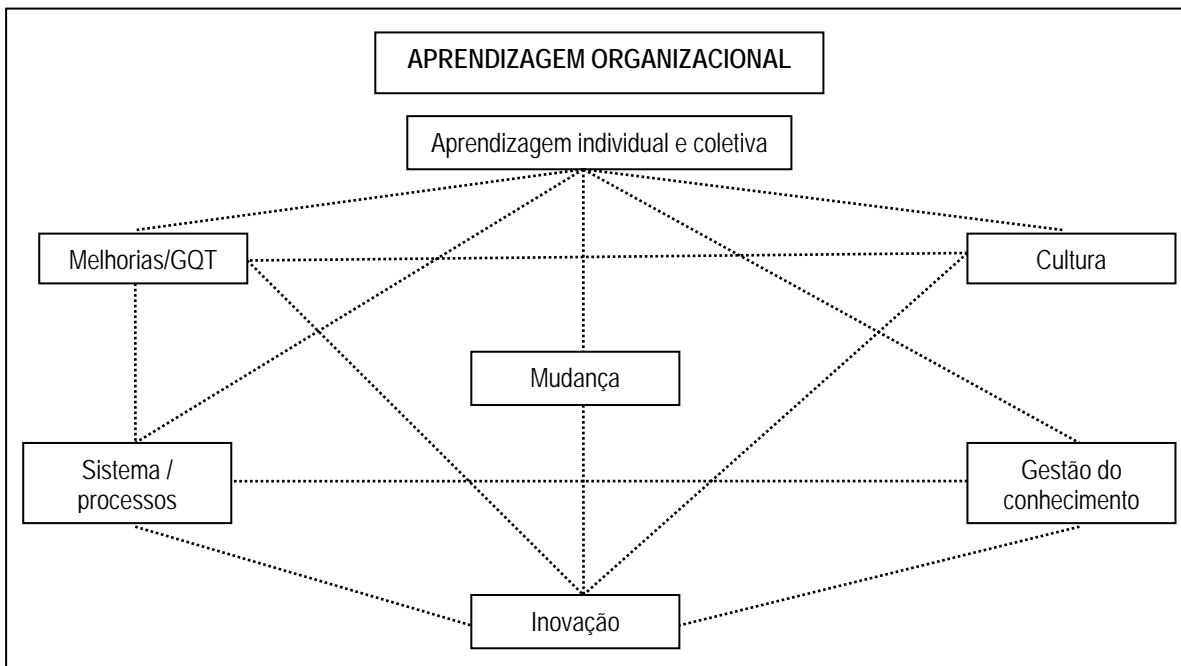 APRENDIZAGEM ORGANIZACIONAL
Aprendizagem individual e coletiva
Melhorias/GQT
Cultura
Mudança
Sistema /
processos
Gestão do
conhecimento
Inovação